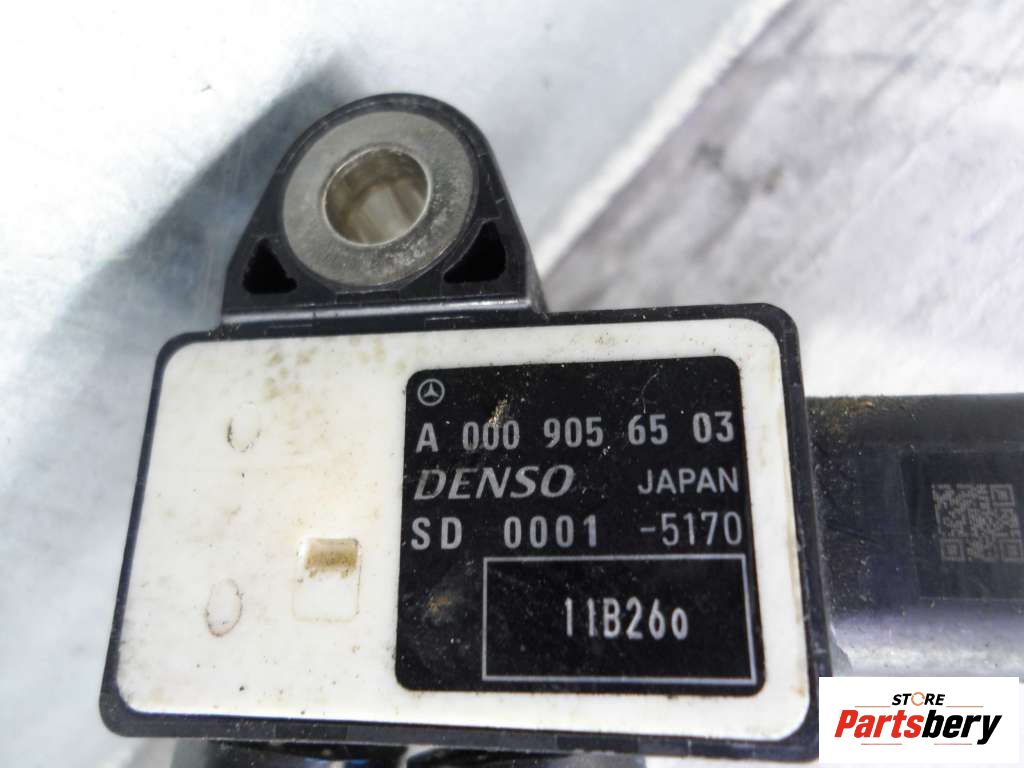 A 000 905 65 03
DENSO JAPAN
SD 0001 -5170
11B26o
STORE
Partsbery